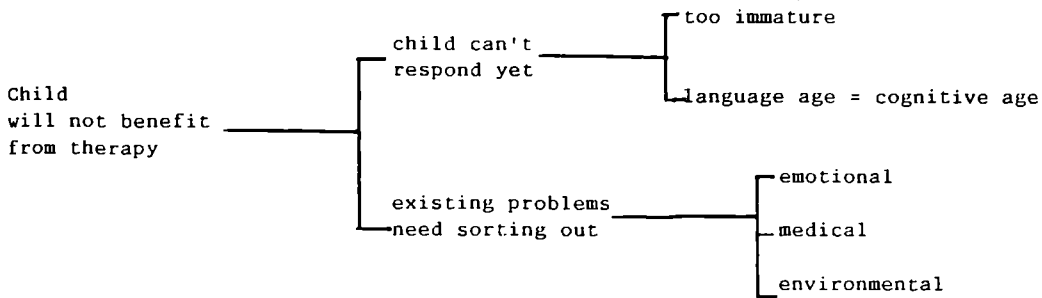 too immature
child can't
respond yet
language age = cognitive age
Child
will not benefit
from therapy
emotional
existing problems
need sorting out
medical
environmental